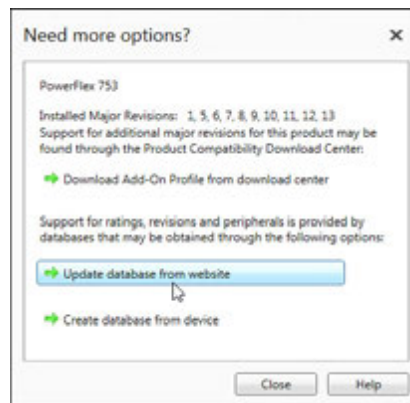 Need more options?
PowerFlex 753
Installed Major Revisions: 1, 5, 6, 7, 8, 9, 10, 11, 12, 13
Support for additional major revisions for this product may be
found through the Product Compatibility Download Center:
Download Add-On Profile from download center
Support for ratings, revisions and peripherals is provided by
databases that may be obtained through the following options:
Update database from website
Create database from device
Close Help